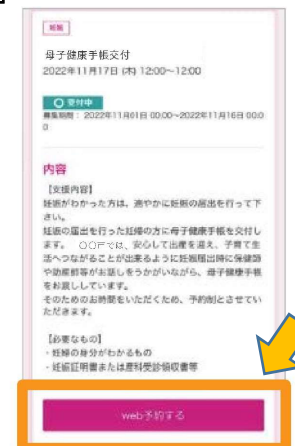 妊娠
母子健康手帳交付
2022年11月17日 (木) 12:00～12:00
受付中
募集期間： 2022年11月01日 00:00~2022年11月16日 00:0
0
内容
【支援内容】
妊娠がわかった方は、速やかに妊娠の届出を行って下
さい。
妊娠の届出を行った妊婦の方に母子健康手帳を交付し
ます。 〇〇戸では、安心して出産を迎え、子育て生
活へつながることが出来るように妊娠届出時に保健師
や助産師等がお話しをうかがいながら、母子健康手帳
をお渡ししています。
そのためのお時間をいただくため、予約制とさせてい
ただきます。
【必要なもの】
・妊婦の身分がわかるもの
・妊娠証明書または産科受診領収書等
web予約する